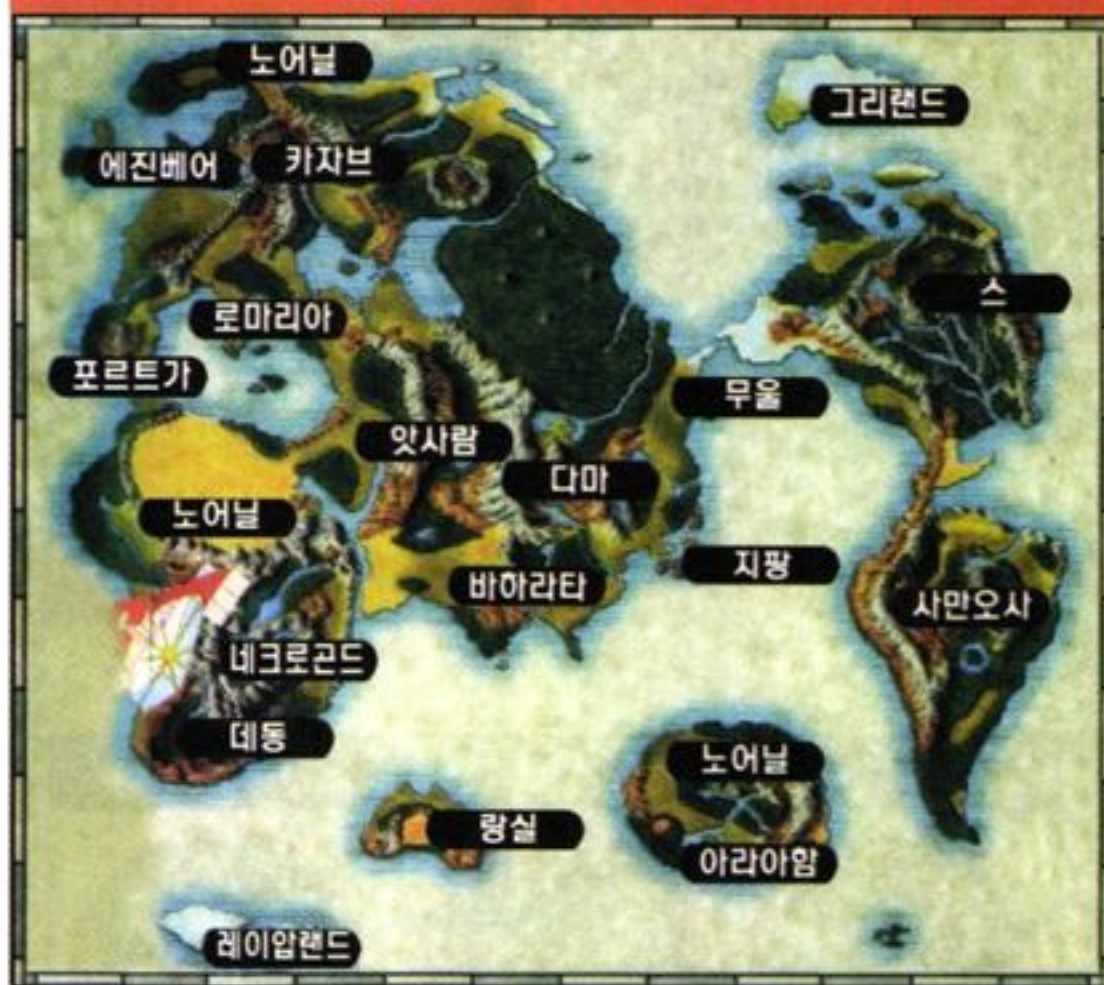 노어닐
그리랜드
에진베어
카쟈브
스
로마리아
포르트가
무울
앗사람
다마
노어닐
지팡
바하라타
사만오사
네크로곤드
데동
노어닐
랑실
아라아함
레이얍랜드